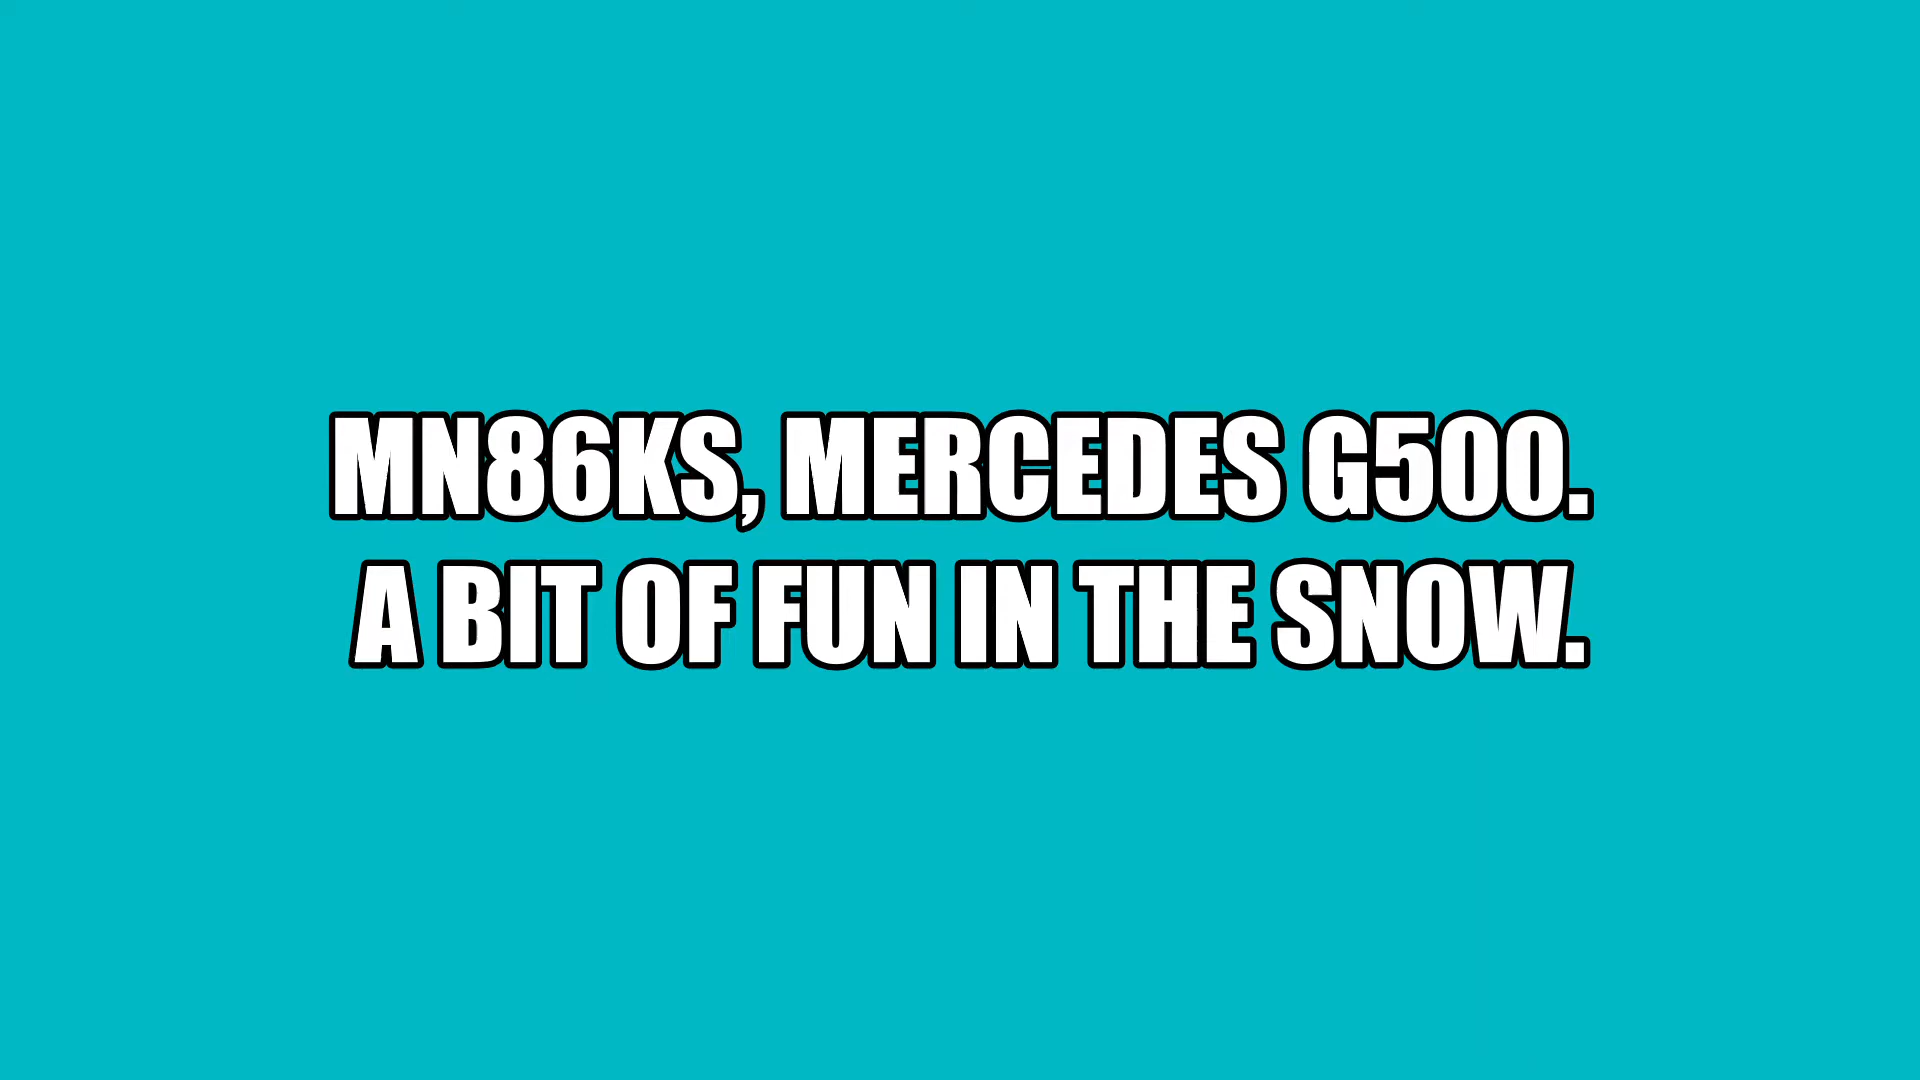 MN86KS, MERCEDES G500.
A BIT OF FUN IN THE SNOW.